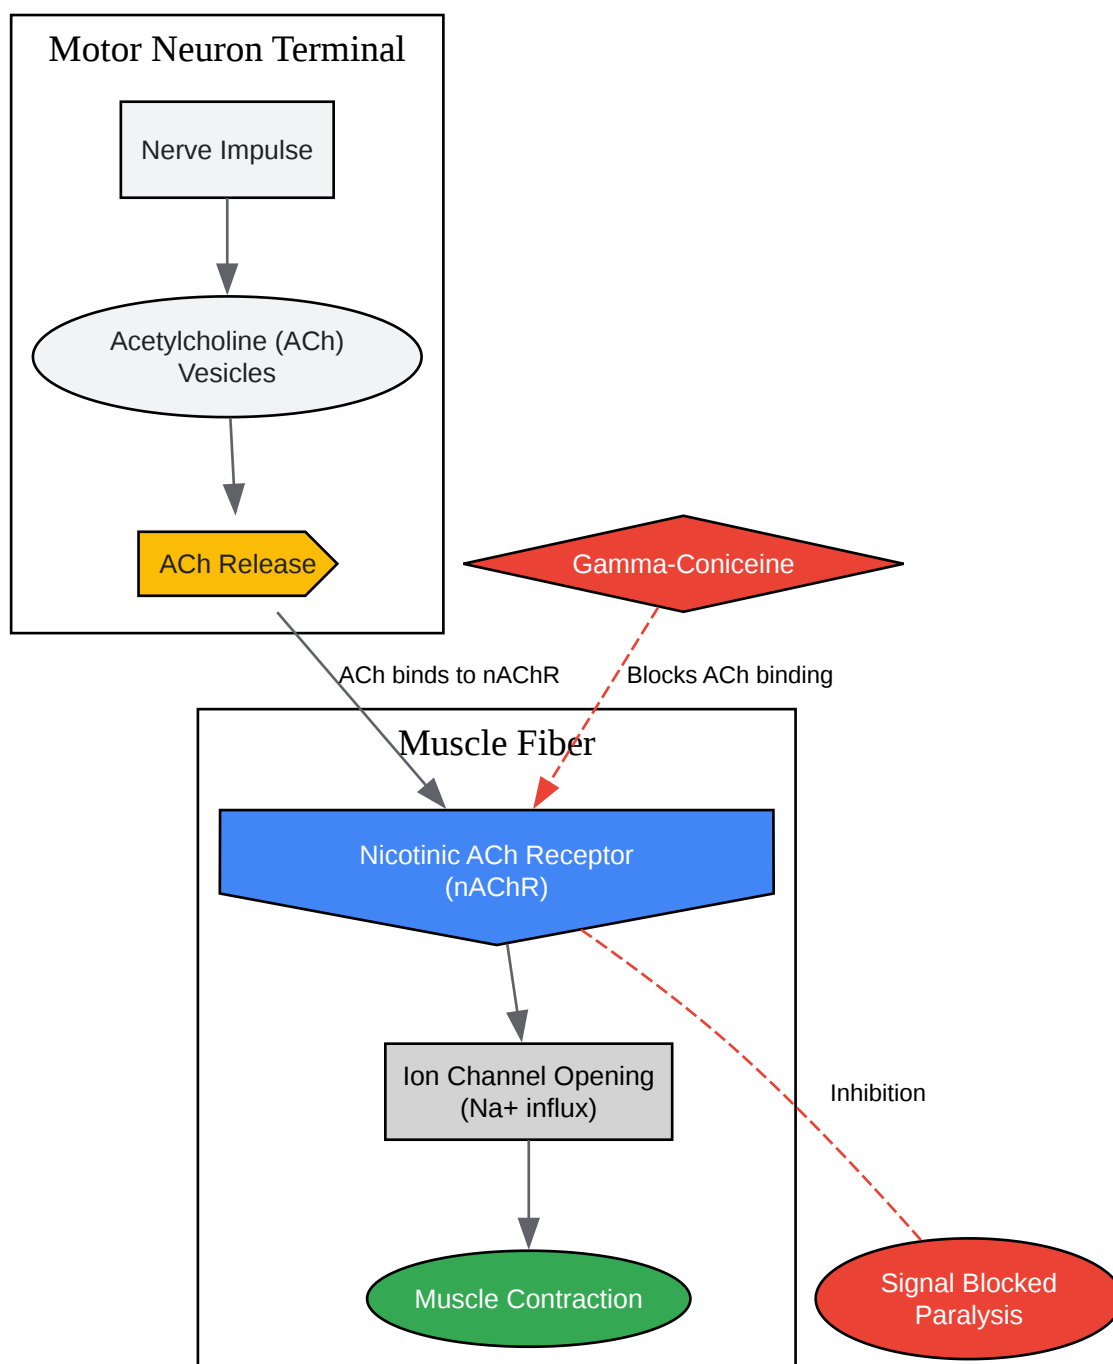 Motor Neuron Terminal
Nerve Impulse
Acetylcholine (ACh)
Vesicles
ACh Release
Gamma-Coniceine
ACh binds to nAChR
Blocks ACh binding
Muscle Fiber
Nicotinic ACh Receptor
(nAChR)
Ion Channel Opening
(Na+ influx)
Inhibition
Muscle Contraction
Signal Blocked
Paralysis